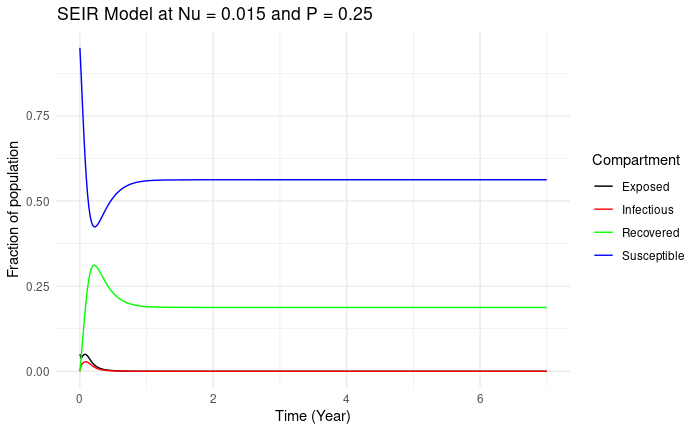 SEIR Model at Nu = 0.015 and P = 0.25
Fraction of population
0.75
0.50
0.25
0.00
0
2
4
6
Time (Year)
Compartment
Exposed
Infectious
Recovered
Susceptible